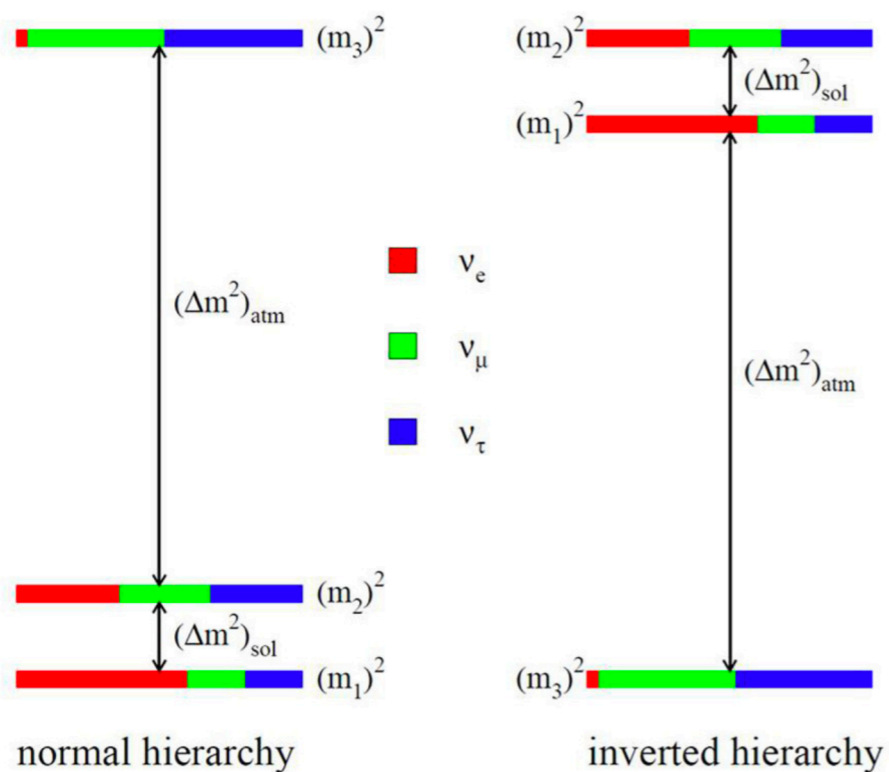 (m₃)²
(m₂)²
(Δm²)sol
(m₁)²
νe
(Δm²)atm
νμ
(Δm²)atm
ντ
(m₂)²
(Δm²)sol
(m₁)²
(m₃)²
normal hierarchy
inverted hierarchy